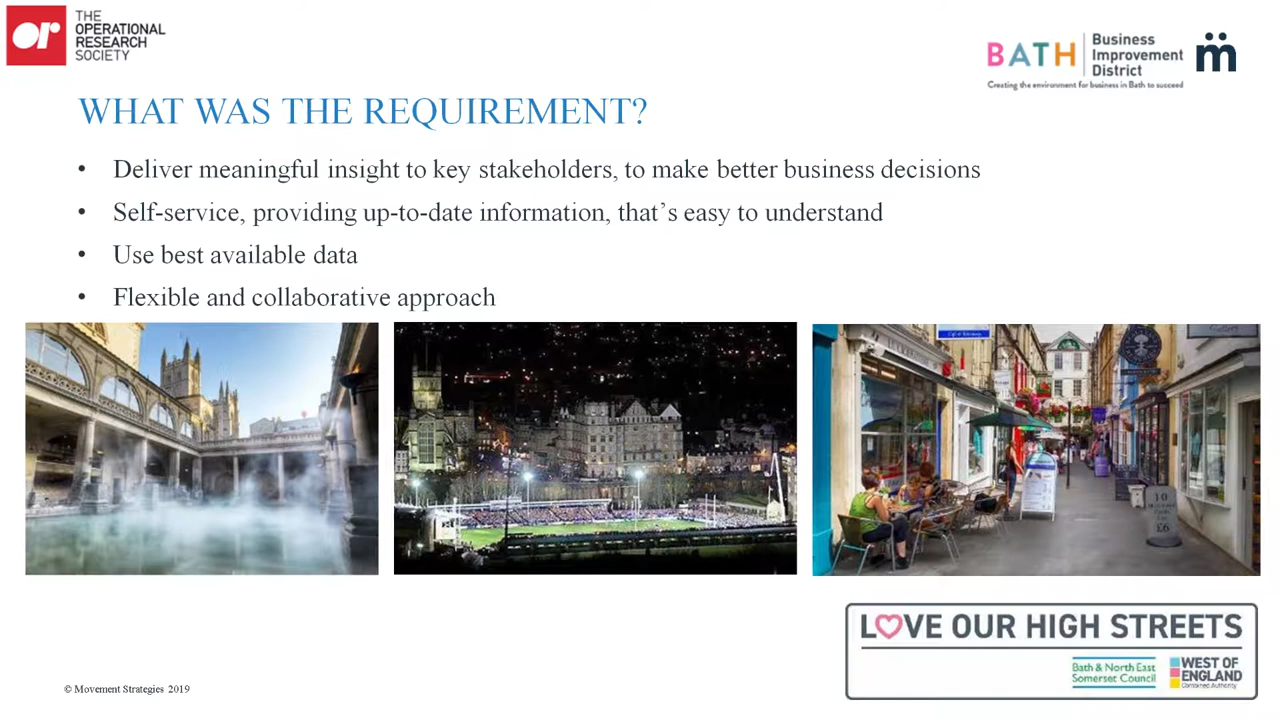 THE
OPERATIONAL
RESEARCH
SOCIETY
or
BATH
Business
Improvement
District
Creating the environment for business in Bath to succeed
m
WHAT WAS THE REQUIREMENT?
• Deliver meaningful insight to key stakeholders, to make better business decisions
• Self-service, providing up-to-date information, that’s easy to understand
• Use best available data
• Flexible and collaborative approach
10
£6
LOVE OUR HIGH STREETS
Bath & North East
Somerset Council
WEST OF
ENGLAND
Combined Authority
© Movement Strategies 2019